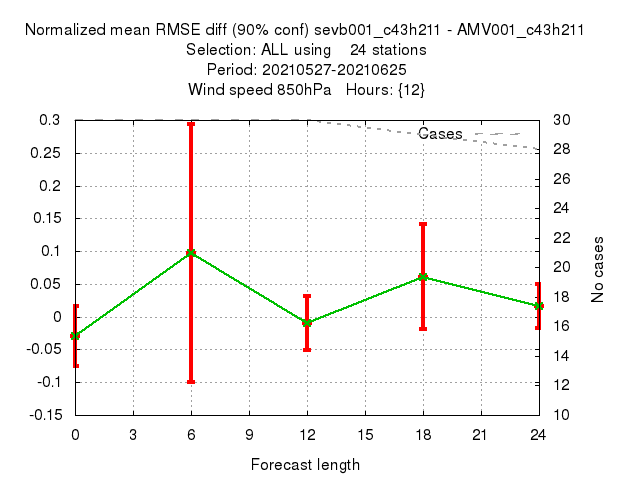 Normalized mean RMSE diff (90% conf) sevb001_c43h211 - AMV001_c43h211
Selection: ALL using 24 stations
Period: 20210527-20210625
Wind speed 850hPa Hours: {12}
0.3
0.25
0.2
0.15
0.1
0.05
0
-0.05
-0.1
-0.15
Cases
30
28
26
24
22
20
18
16
14
12
10
No cases
0 3 6 9 12 15 18 21 24
Forecast length